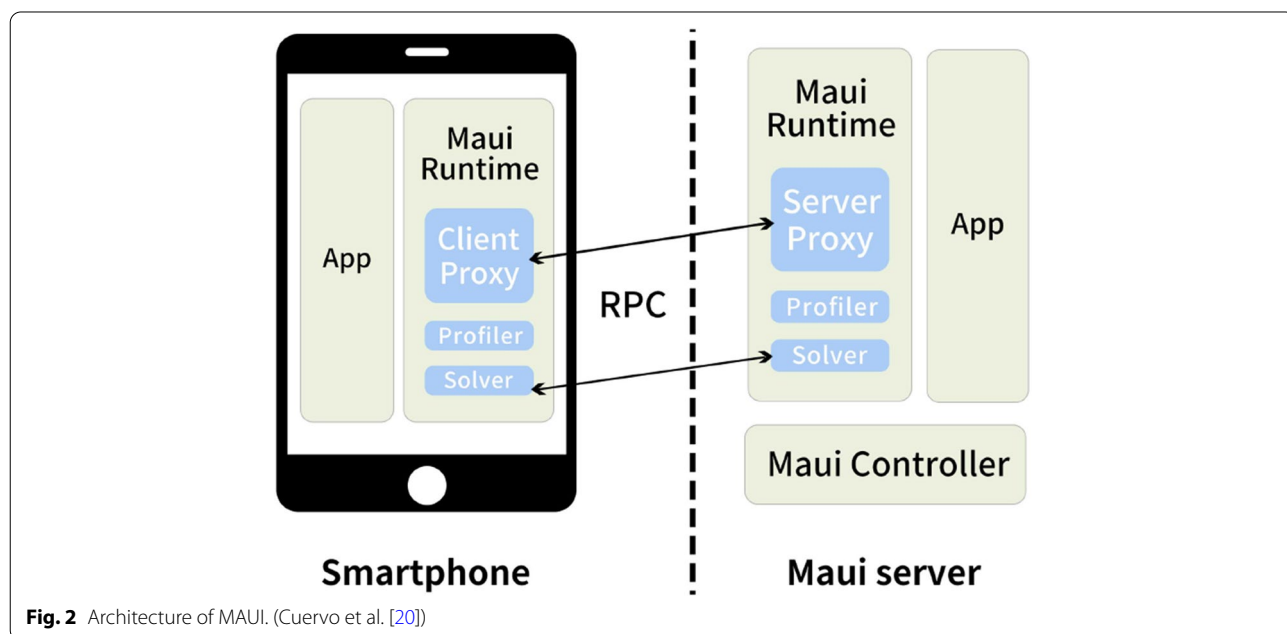 App
Maui
Runtime
Client
Proxy
Profiler
Solver
RPC
Maui
Runtime
Server
Proxy
Profiler
Solver
App
Maui Controller
Smartphone
Maui server
Fig. 2 Architecture of MAUI. (Cuervo et al. [20])